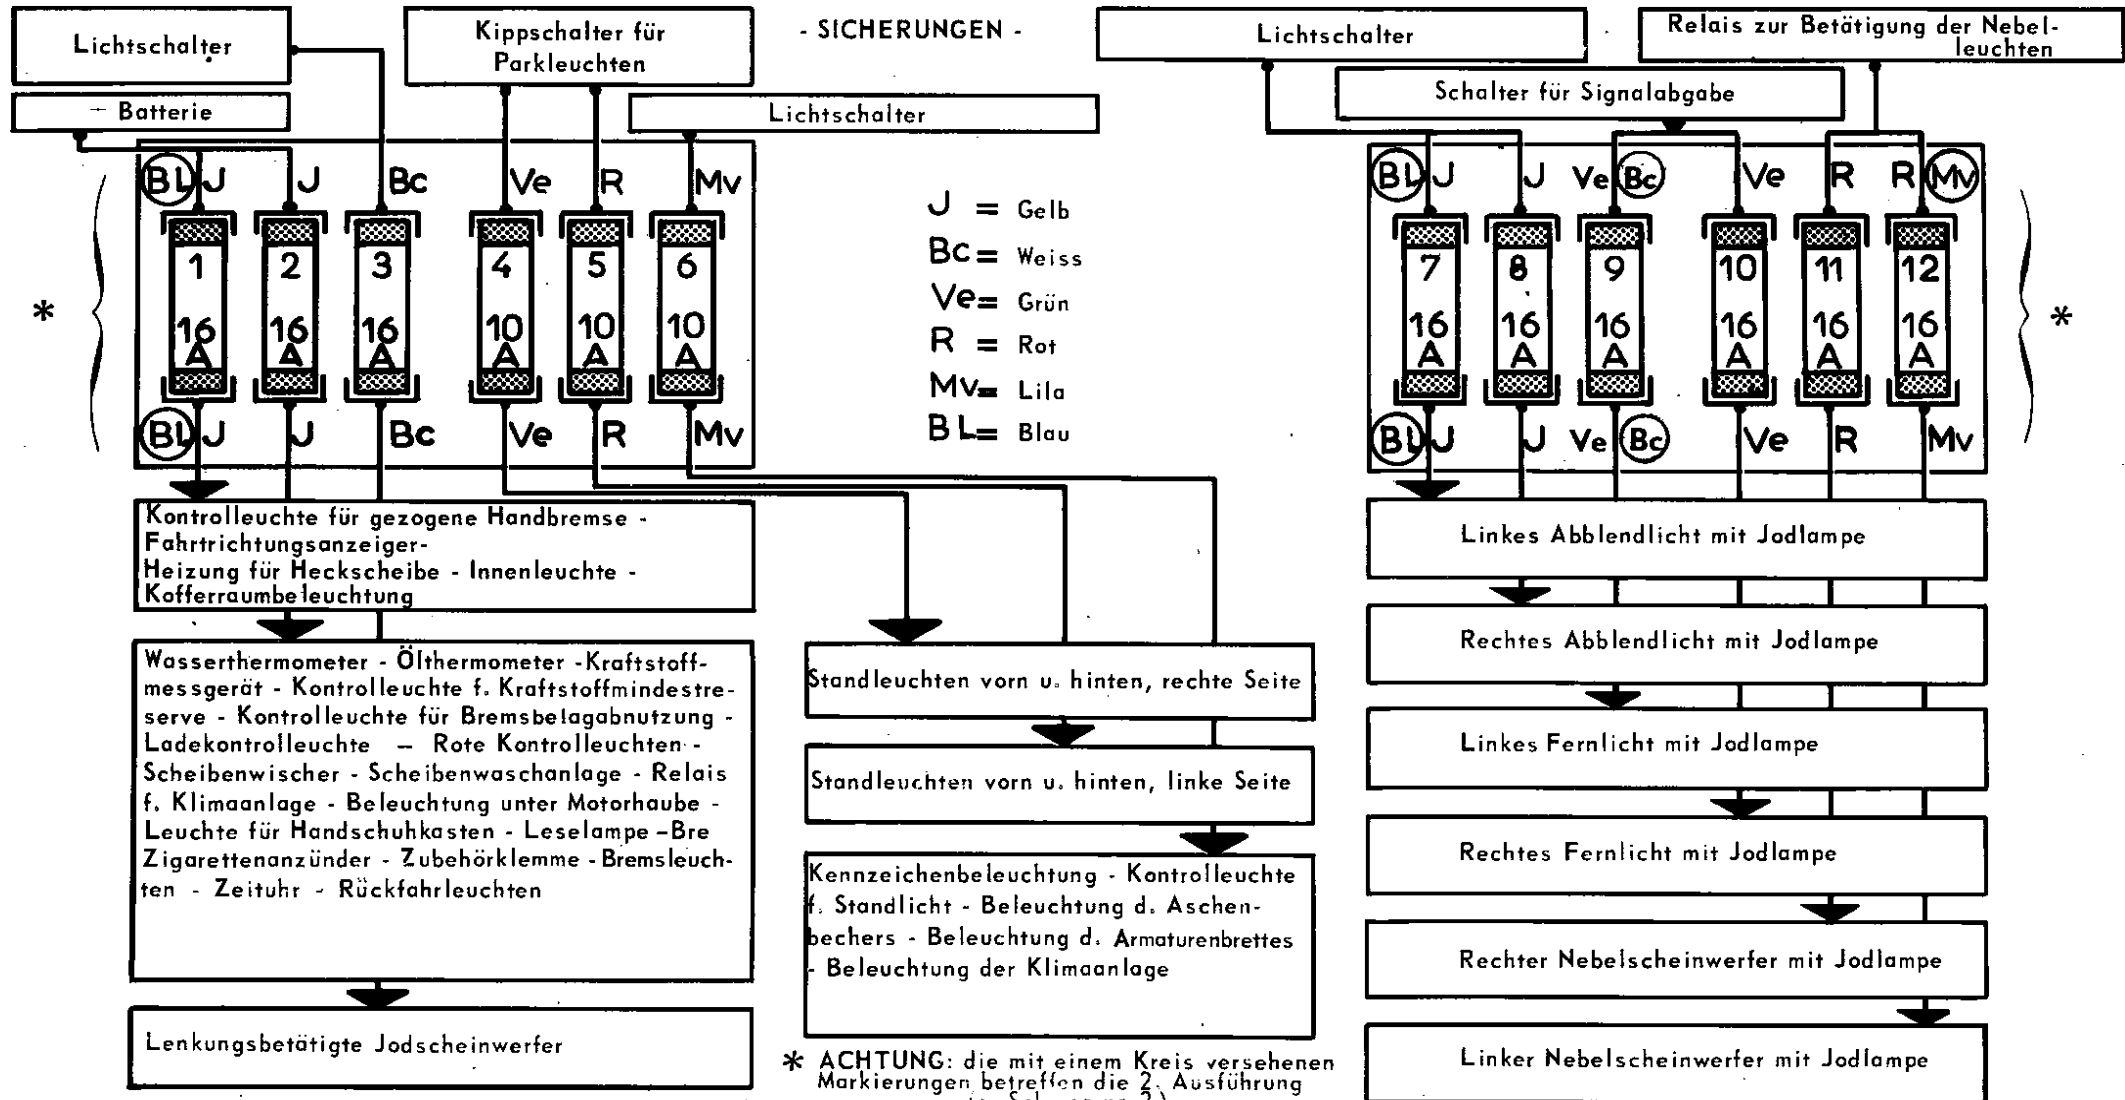 - SICHERUNGEN -
Lichtschalter
Kippschalter für
Parkleuchten
Lichtschalter
Relais zur Betätigung der Nebel-
leuchten
- Batterie
Lichtschalter
Schalter für Signalabgabe
BL J J Bc Ve R Mv
1 2 3 4 5 6
16 16 16 10 10 10
A A A A A A
BL J J Bc Ve R Mv
*
J = Gelb
Bc = Weiss
Ve = Grün
R = Rot
Mv = Lila
BL = Blau
BL J J Ve Bc Ve R R Mv
7 8 9 10 11 12
16 16 16 16 16 16
A A A A A A
BL J J Ve Bc Ve R Mv
*
Kontrolleuchte für gezogene Handbremse -
Fahrtrichtungsanzeiger-
Heizung für Heckscheibe - Innenleuchte -
Kofferraumbeleuchtung
Wasserthermometer - Ölthermometer -Kraftstoff-
messgerät - Kontrolleuchte f. Kraftstoffmindestre-
serve - Kontrolleuchte für Bremsbelagabnutzung -
Ladekontrolleuchte - Rote Kontrolleuchten -
Scheibenwischer - Scheibenwaschanlage - Relais
f. Klimaanlage - Beleuchtung unter Motorhaube -
Leuchte für Handschuhkasten - Leselampe -Bre
Zigarettenanzünder - Zubehörklemme -Bremsleuch-
ten - Zeituhr - Rückfahrleuchten
Lenkungsbetätigte Jodscheinwerfer
Standleuchten vorn u. hinten, rechte Seite
Standleuchten vorn u. hinten, linke Seite
Kennzeichenbeleuchtung - Kontrolleuchte
f. Standlicht - Beleuchtung d. Aschen-
bechers - Beleuchtung d. Armaturenbrettes
- Beleuchtung der Klimaanlage
* ACHTUNG: die mit einem Kreis versehenen
Markierungen betreffen die 2. Ausführung
Linkes Abblendlicht mit Jodlampe
Rechtes Abblendlicht mit Jodlampe
Linkes Fernlicht mit Jodlampe
Rechtes Fernlicht mit Jodlampe
Rechter Nebelscheinwerfer mit Jodlampe
Linker Nebelscheinwerfer mit Jodlampe